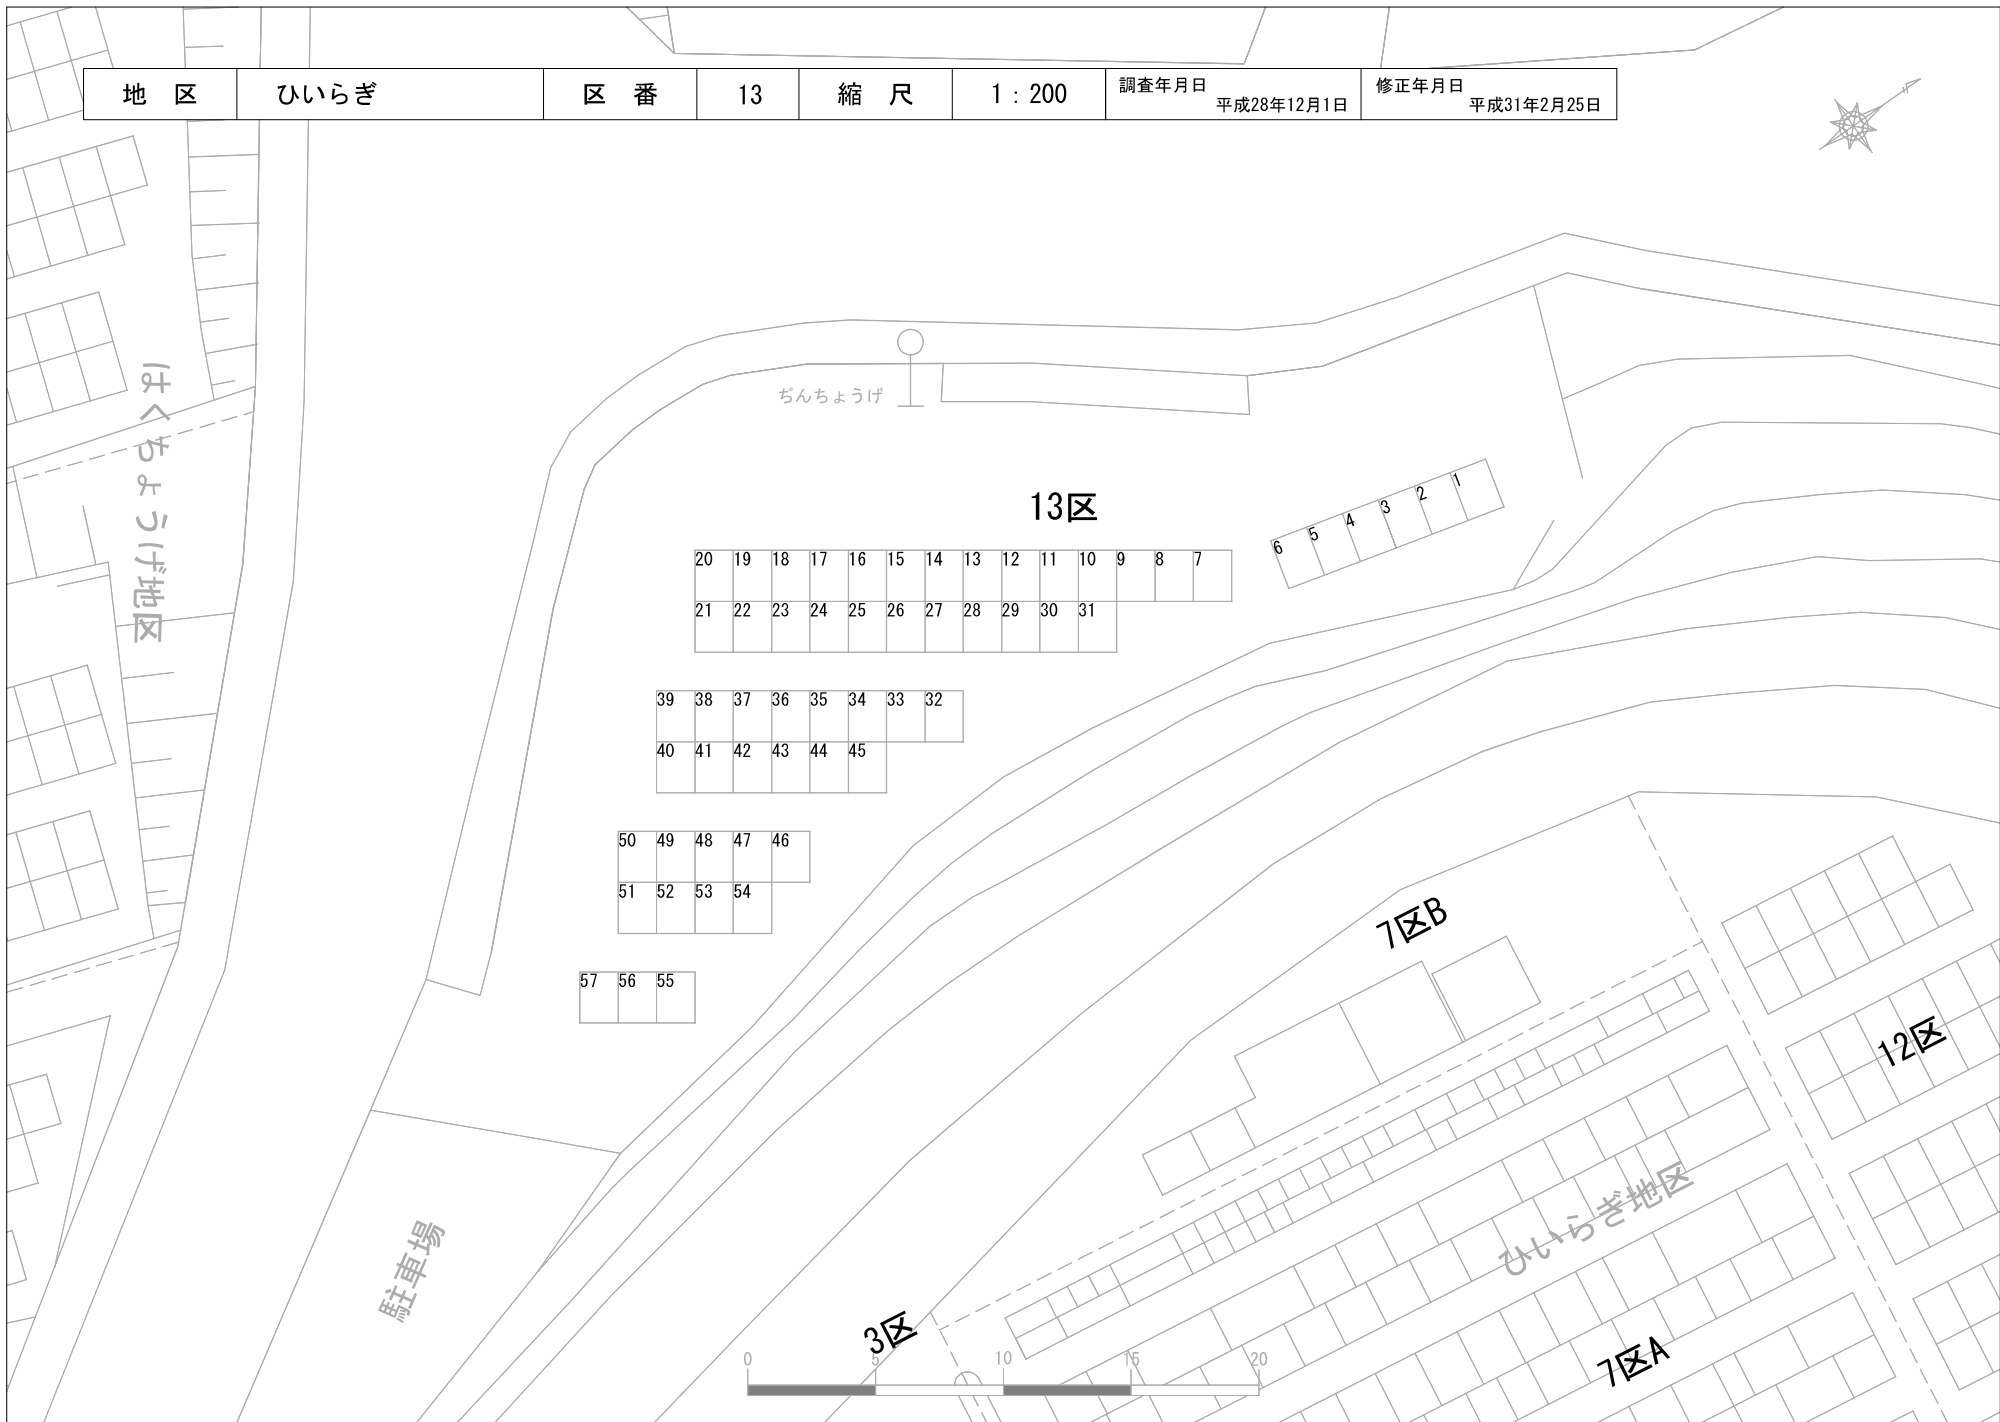 地 区 ひいらぎ 区 番 13 縮 尺 1:200 調査年月日 平成28年12月1日 修正年月日 平成31年2月25日
はくちょうげ地区
ぢんちょうげ
13区
6 5 4 3 2 1
20 19 18 17 16 15 14 13 12 11 10 9 8 7
21 22 23 24 25 26 27 28 29 30 31
39 38 37 36 35 34 33 32
40 41 42 43 44 45
50 49 48 47 46
51 52 53 54
57 56 55
7区B
12区
ひいらぎ地区
駐車場
3区
7区A
0 5 10 15 20